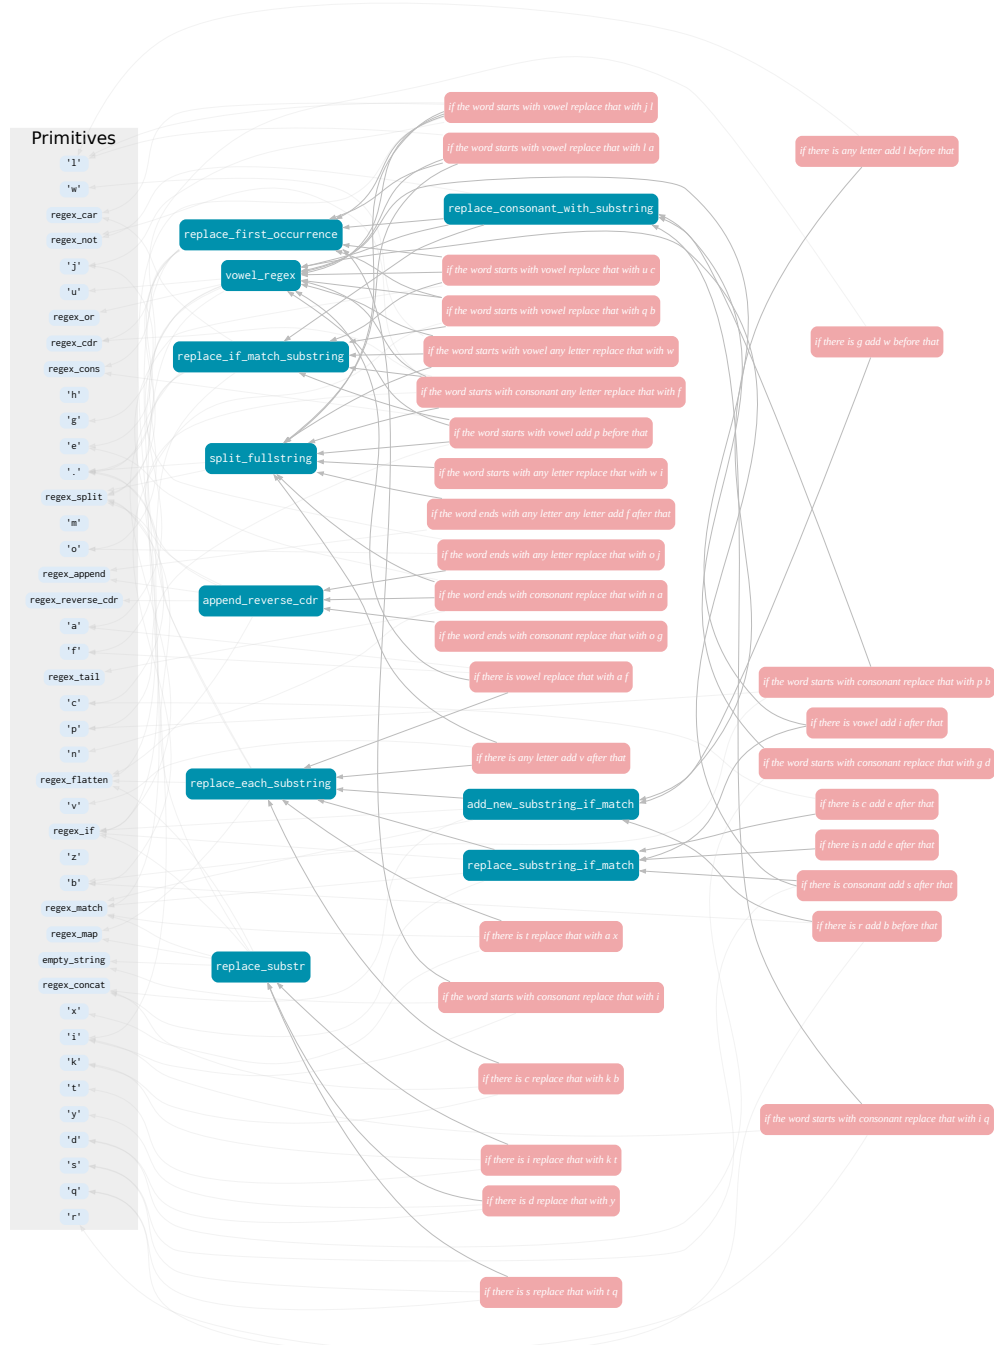 Primitives
'l'
'w'
regex_car
regex_not
'j'
'u'
regex_or
regex_cdr
regex_cons
'h'
'g'
'e'
'.'
regex_split
'm'
'o'
regex_append
regex_reverse_cdr
'a'
'f'
regex_tail
'c'
'p'
'n'
regex_flatten
'v'
regex_if
'z'
'b'
regex_match
regex_map
empty_string
regex_concat
'x'
'i'
'k'
't'
'y'
'd'
's'
'q'
'r'
replace_first_occurrence
vowel_regex
replace_if_match_substring
split_fullstring
append_reverse_cdr
replace_each_substring
replace_substr
if the word starts with vowel replace that with j l
if the word starts with vowel replace that with l a
replace_consonant_with_substring
if the word starts with vowel replace that with u c
if the word starts with vowel replace that with q b
if the word starts with vowel any letter replace that with w
if the word starts with consonant any letter replace that with f
if the word starts with vowel add p before that
if the word starts with any letter replace that with w i
if the word ends with any letter any letter add f after that
if the word ends with any letter replace that with o j
if the word ends with consonant replace that with n a
if the word ends with consonant replace that with o g
if there is vowel replace that with a f
if there is any letter add v after that
add_new_substring_if_match
replace_substring_if_match
if there is t replace that with a x
if the word starts with consonant replace that with i
if there is c replace that with k b
if there is i replace that with k t
if there is d replace that with y
if there is s replace that with t q
if there is any letter add l before that
if there is g add w before that
if the word starts with consonant replace that with p b
if there is vowel add i after that
if the word starts with consonant replace that with g d
if there is c add e after that
if there is n add e after that
if there is consonant add s after that
if there is r add b before that
if the word starts with consonant replace that with i q